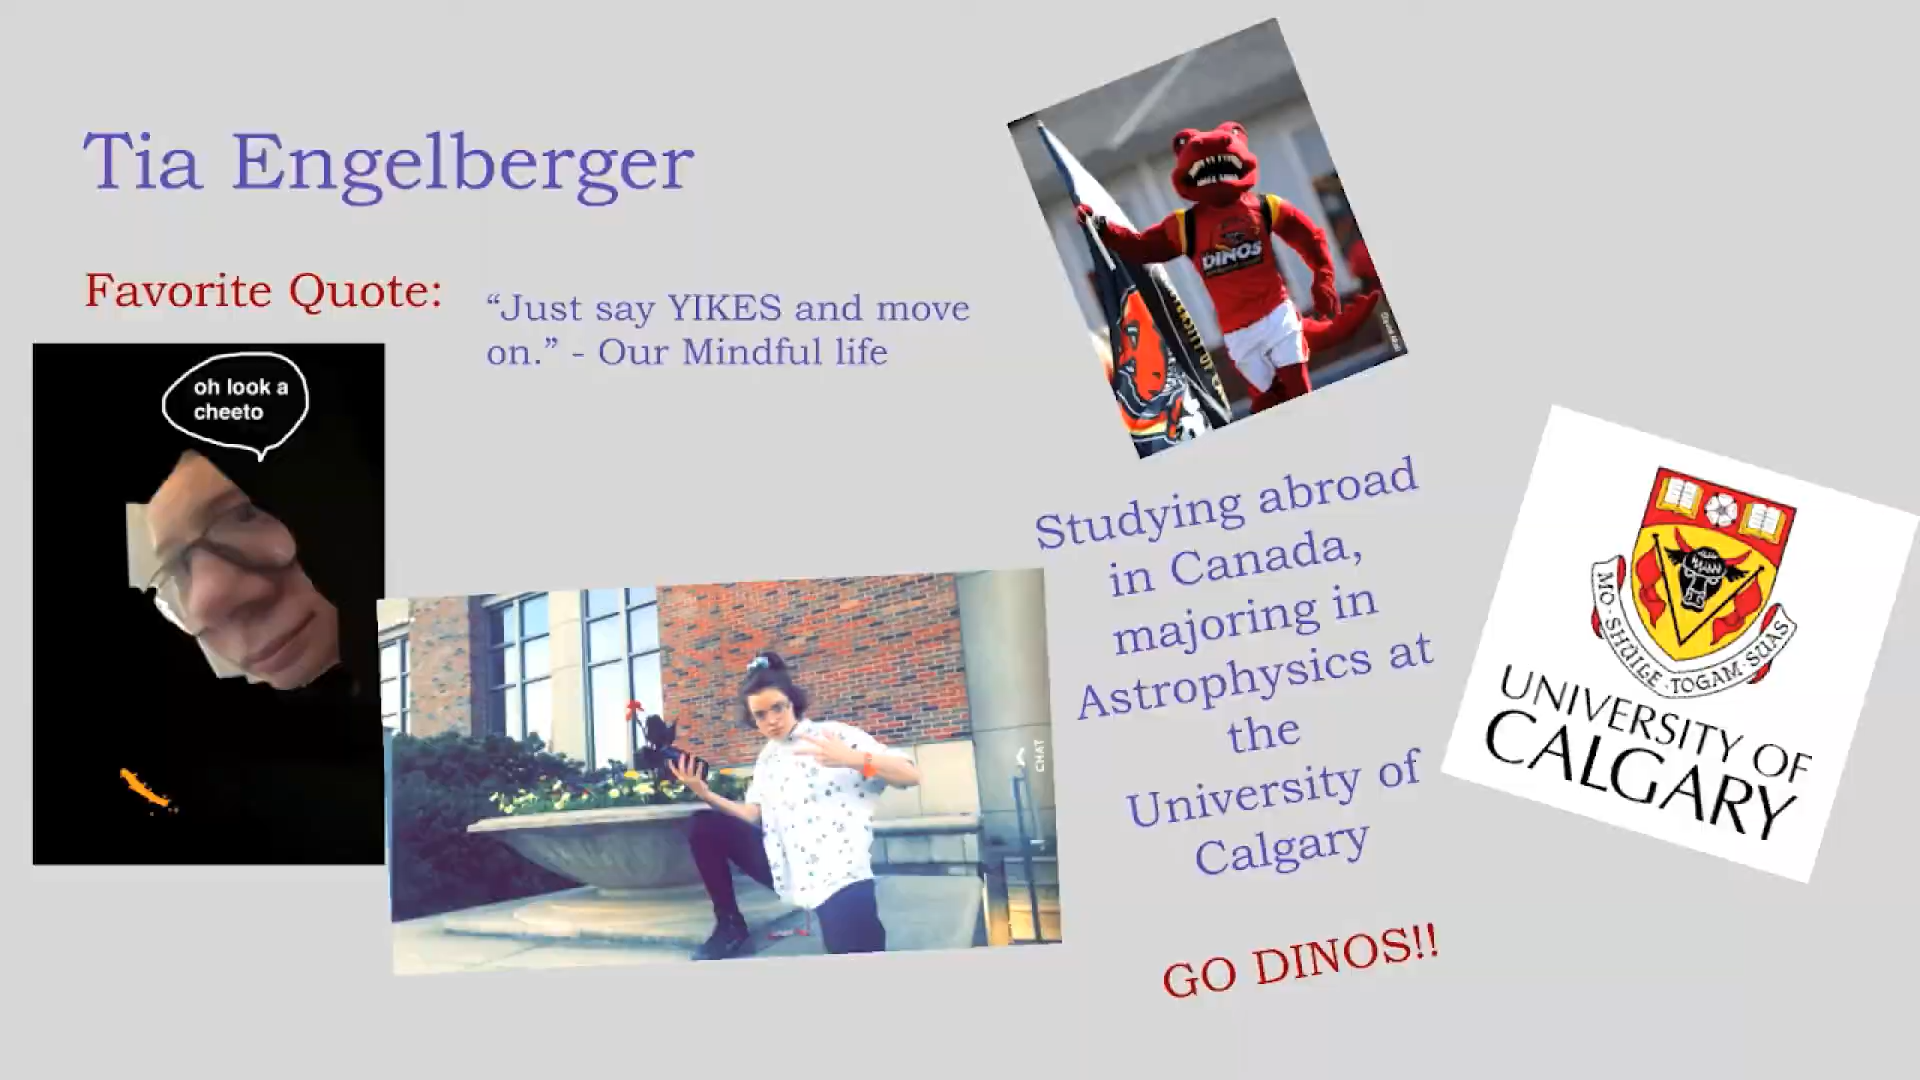 Tia Engelberger
Favorite Quote:
“Just say YIKES and move
on.” - Our Mindful life
oh look a
cheeto
DINOS
Studying abroad
in Canada,
majoring in
Astrophysics at
the
University of
Calgary
GO DINOS!!
CHAT
MO·SHÙILE·TOGAM·SUAS
UNIVERSITY OF
CALGARY